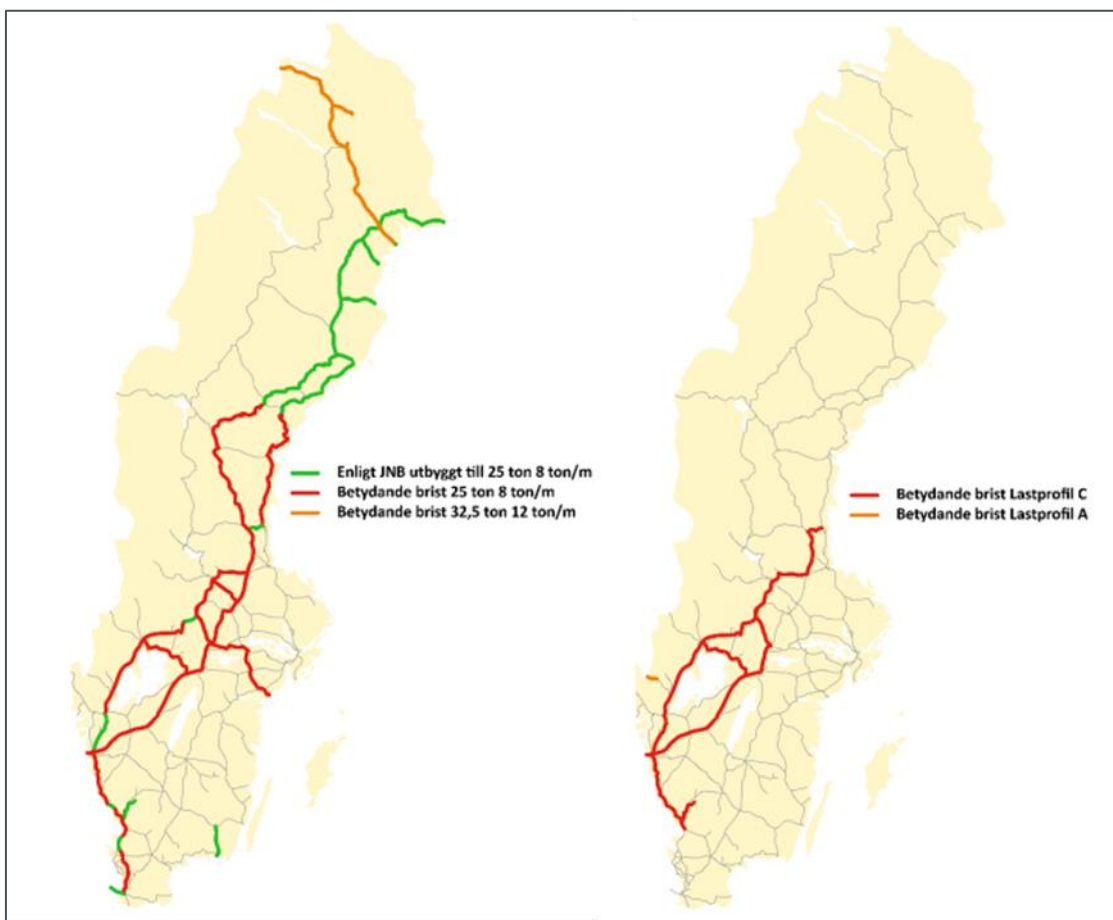 Enligt JNB utbyggt till 25 ton 8 ton/m
Betydande brist 25 ton 8 ton/m
Betydande brist 32,5 ton 12 ton/m
Betydande brist Lastprofil C
Betydande brist Lastprofil A